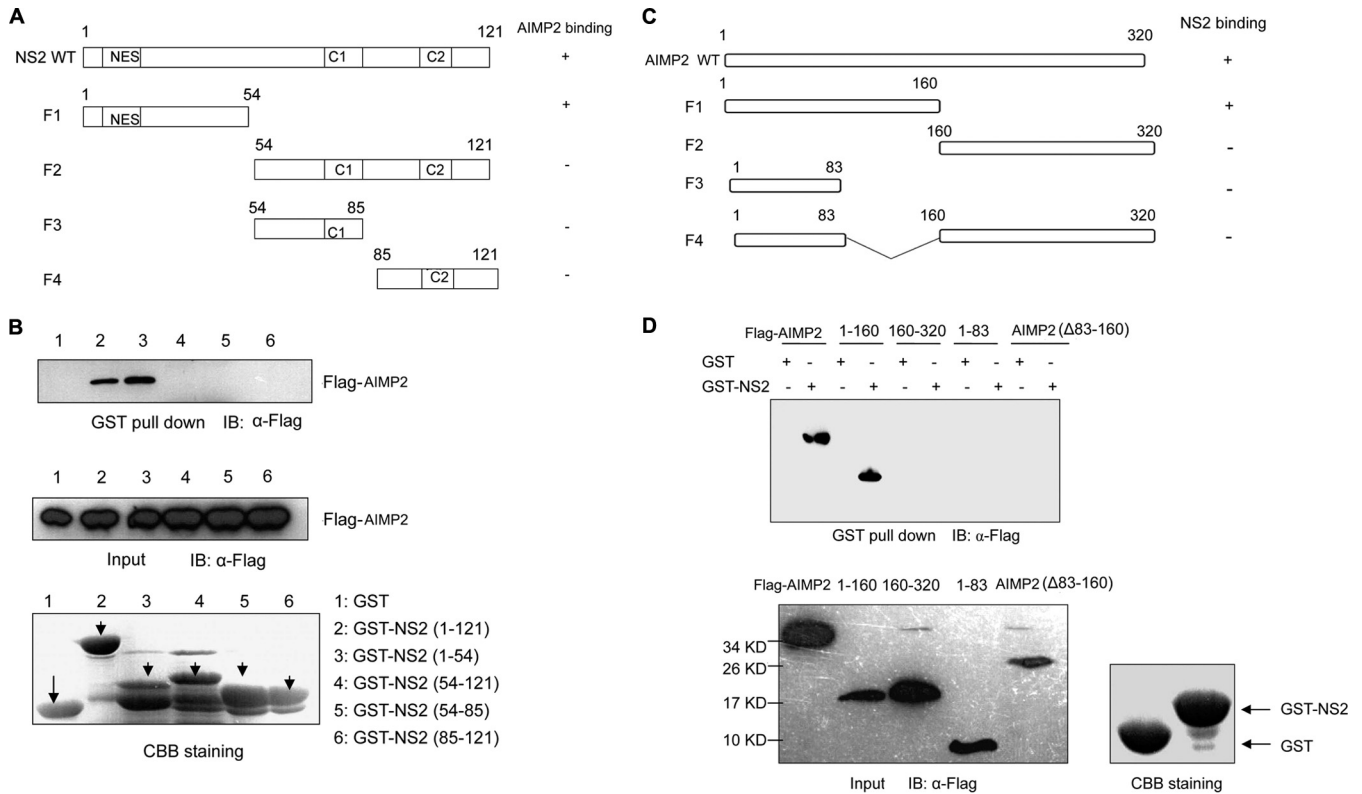 A
1 121 AIMP2 binding
NS2 WT NES C1 C2 +
1 54
F1 NES +
54 121
F2 C1 C2 -
54 85
F3 C1 -
85 121
F4 C2 -
B
1 2 3 4 5 6
Flag-AIMP2
GST pull down IB: α-Flag
1 2 3 4 5 6
Flag-AIMP2
Input IB: α-Flag
1 2 3 4 5 6
1: GST
2: GST-NS2 (1-121)
3: GST-NS2 (1-54)
4: GST-NS2 (54-121)
5: GST-NS2 (54-85)
6: GST-NS2 (85-121)
CBB staining
C
1 320 NS2 binding
AIMP2 WT +
1 160
F1 +
160 320
F2 -
1 83
F3 -
1 83 160 320
F4 -
D
Flag-AIMP2 1-160 160-320 1-83 AIMP2 (Δ83-160)
GST + - + - + - + - + -
GST-NS2 - + - + - + - + - +
GST pull down IB: α-Flag
Flag-AIMP2 1-160 160-320 1-83 AIMP2 (Δ83-160)
34 KD
26 KD
17 KD
10 KD
Input IB: α-Flag
GST-NS2
GST
CBB staining